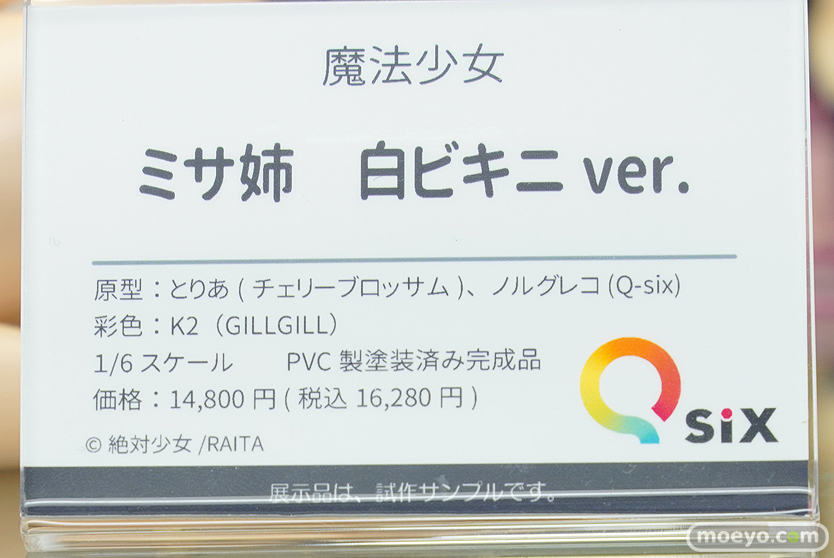 魔法少女
ミサ姉　白ビキニ ver.
原型：とりあ ( チェリーブロッサム )、ノルグレコ (Q-six)
彩色：K2（GILLGILL）
1/6 スケール　　PVC 製塗装済み完成品
価格：14,800 円 ( 税込 16,280 円 )
© 絶対少女 /RAITA
Q siX
展示品は、試作サンプルです。
moeyo.com